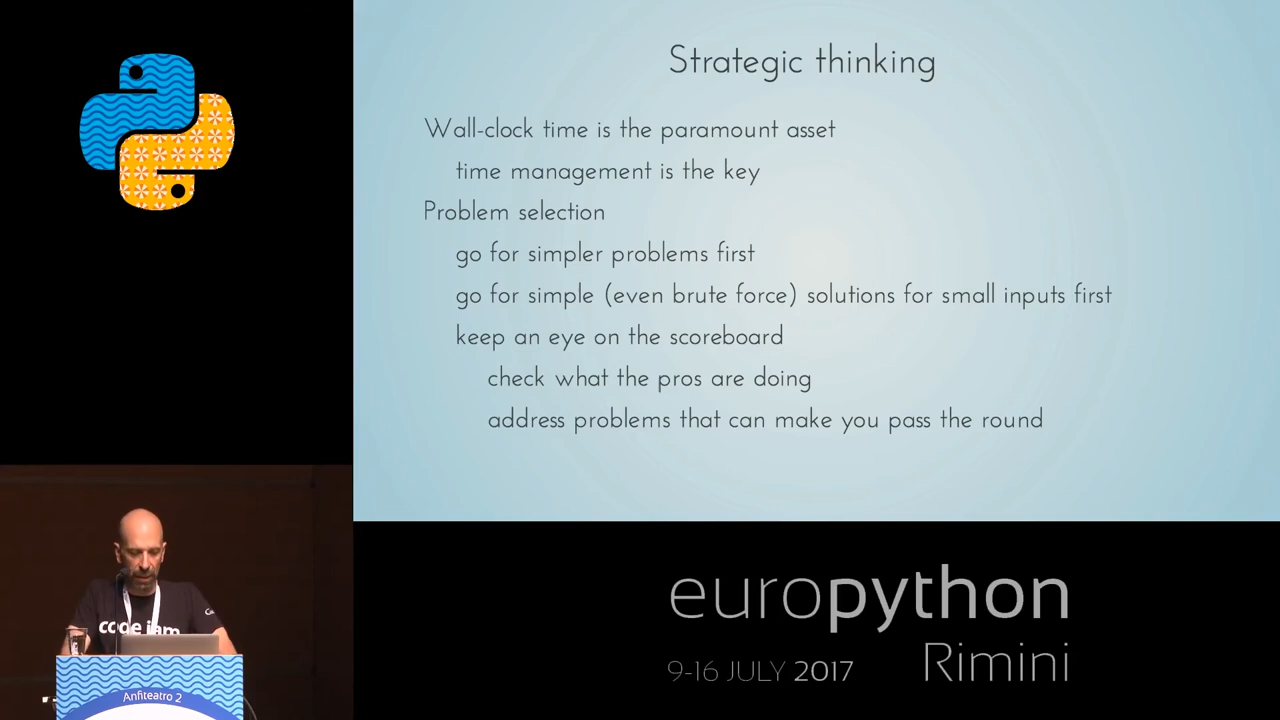 Strategic thinking
Wall-clock time is the paramount asset
time management is the key
Problem selection
go for simpler problems first
go for simple (even brute force) solutions for small inputs first
keep an eye on the scoreboard
check what the pros are doing
address problems that can make you pass the round
code jam
Anfiteatro 2
europython
Rimini
9-16 JULY 2017